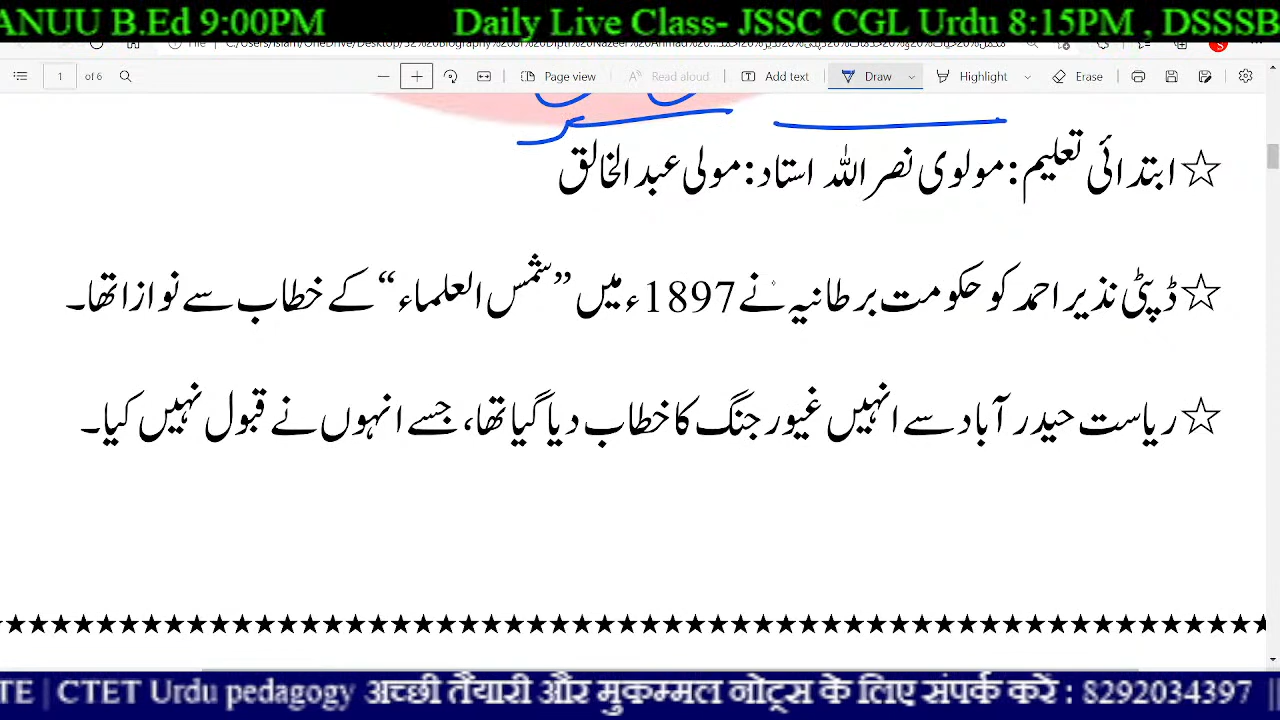 ANUU B.Ed 9:00PM Daily Live Class- JSSC CGL Urdu 8:15PM , DSSSB
1 of 6 Page view Read aloud Add text Draw Highlight Erase
☆ ابتدائی تعلیم: مولوی نصر اللہ استاد: مولی عبد الخالق
☆ ڈپٹی نذیر احمد کو حکومت برطانیہ نے 1897ء میں ”شمس العلماء“ کے خطاب سے نوازا تھا۔
☆ ریاست حیدر آباد سے انہیں غیور جنگ کا خطاب دیا گیا تھا، جسے انہوں نے قبول نہیں کیا۔
TE | CTET Urdu pedagogy अच्छी तैयारी और मुकम्मल नोट्स के लिए संपर्क करें : 8292034397 ||